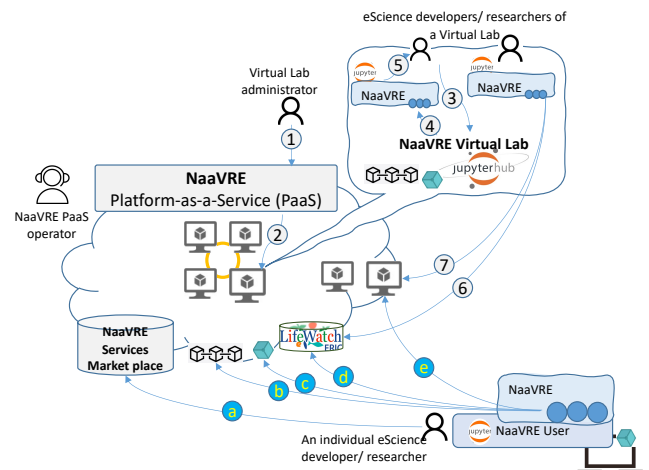 eScience developers/ researchers of
a Virtual Lab
jupyter
5
jupyter
NaaVRE
NaaVRE
3
4
Virtual Lab
administrator
1
NaaVRE Virtual Lab
jupyterhub
NaaVRE
Platform-as-a-Service (PaaS)
NaaVRE PaaS
operator
2
7
6
NaaVRE
Services
Market place
LifeWatch
ERIC
e
d
c
b
a
NaaVRE
jupyter
NaaVRE User
An individual eScience
developer/ researcher